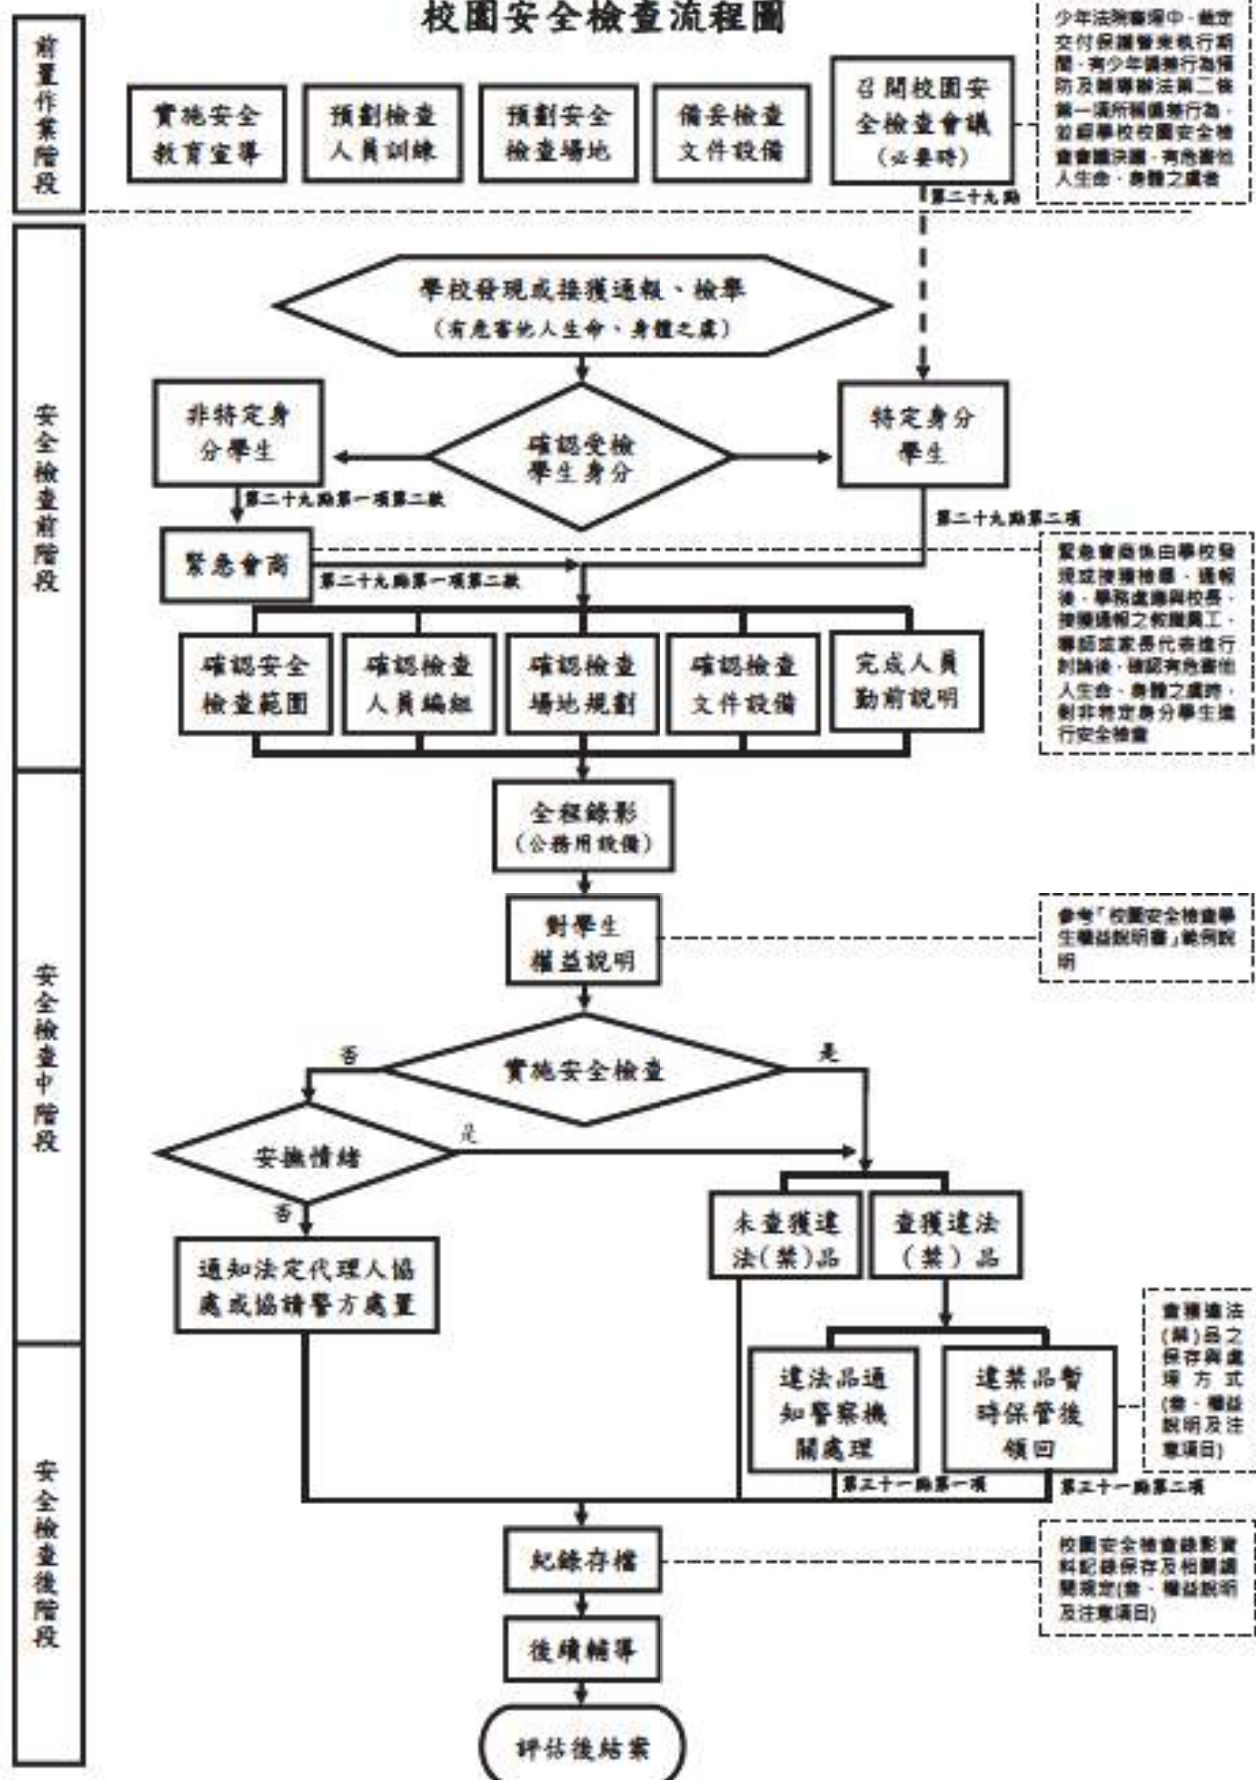 校園安全檢查流程圖
前置作業階段
實施安全
教育宣導
預劃檢查
人員訓練
預劃安全
檢查場地
備妥檢查
文件設備
召開校園安
全檢查會議
(必要時)
少年法院審理中、裁定
交付保護管束執行期
間、有少年偏差行為預
防及輔導辦法第二條
第一項所稱偏差行為,
並經學校校園安全檢
查會議決議,有危害他
人生命、身體之虞者
第二十九點
安全檢查前階段
學校發現或接獲通報、檢舉
(有危害他人生命、身體之虞)
非特定身
分學生
確認受檢
學生身分
特定身分
學生
第二十九點第一項第二款
第二十九點第二項
緊急會商
第二十九點第一項第二款
緊急會商係由學校發
現或接獲檢舉、通報
後,學務處應與校長、
接獲通報之教職員工、
導師或家長代表進行
討論後,確認有危害他
人生命、身體之虞時,
對非特定身分學生進
行安全檢查
確認安全
檢查範圍
確認檢查
人員編組
確認檢查
場地規劃
確認檢查
文件設備
完成人員
勤前說明
安全檢查中階段
全程錄影
(公務用設備)
對學生
權益說明
參考「校園安全檢查學
生權益說明書」範例說
明
實施安全檢查
否
是
安撫情緒
是
否
通知法定代理人協
處或協請警方處置
未查獲違
法(禁)品
查獲違法
(禁)品
安全檢查後階段
違法品通
知警察機
關處理
違禁品暫
時保管後
領回
查獲違法
(禁)品之
保存與處
理方式
(叁、權益
說明及注
意項目)
第三十一點第一項
第三十一點第二項
紀錄存檔
校園安全檢查錄影資
料記錄保存及相關調
閱規定(叁、權益說明
及注意項目)
後續輔導
評估後結案